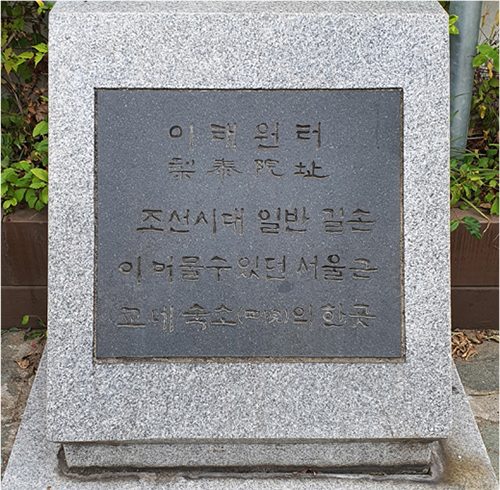 이태원터
梨泰院址
조선시대 일반 길손
이 머물수 있던 서울근
교 네 숙소의 한 곳